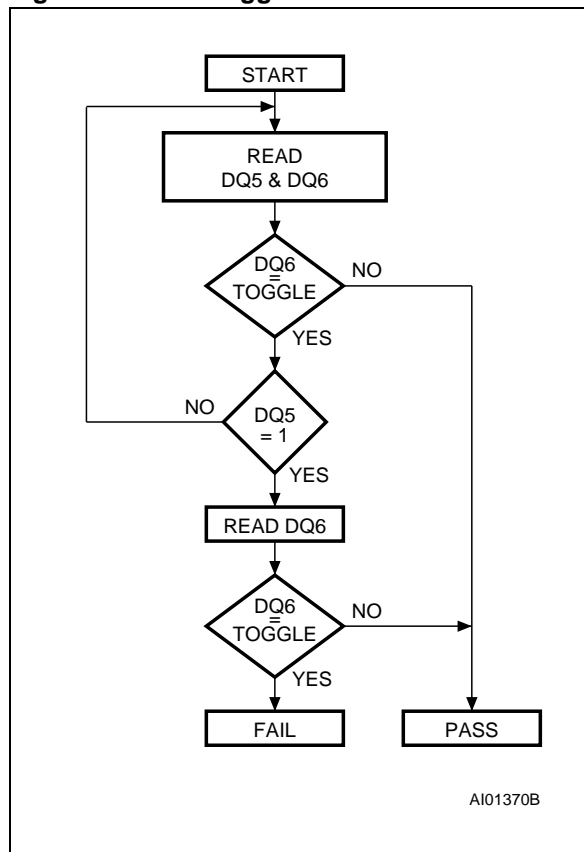 START
READ
DQ5 & DQ6
DQ6
=
TOGGLE
NO
YES
NO
DQ5
= 1
YES
READ DQ6
DQ6
=
TOGGLE
NO
YES
FAIL
PASS
AI01370B